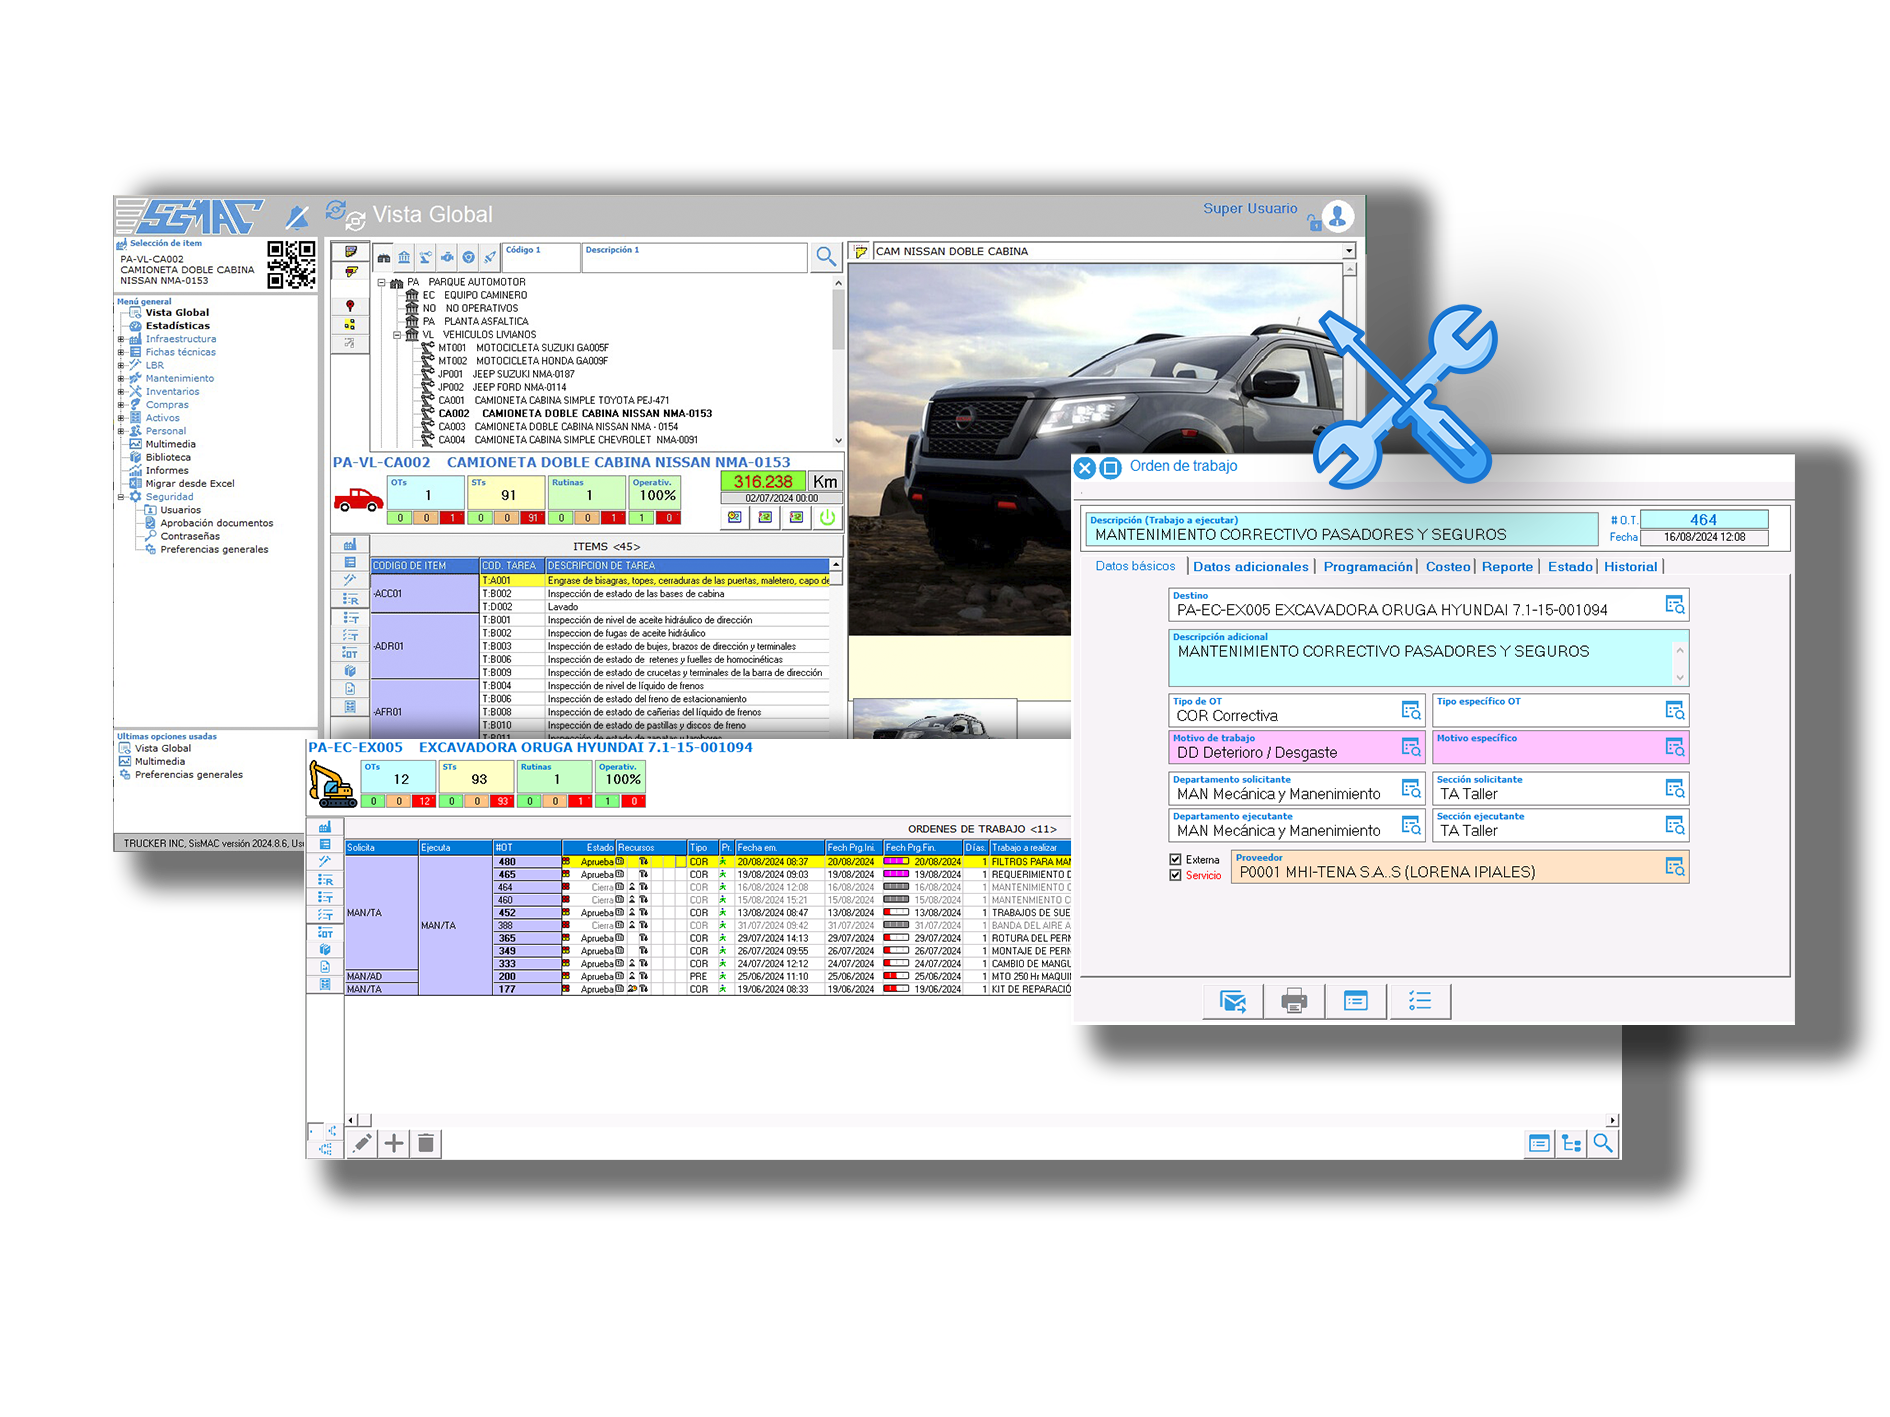 SisMAC
Vista Global
Super Usuario
Selección de item
PA-VL-CA002
CAMIONETA DOBLE CABINA
NISSAN NMA-0153
Menú general
Vista Global
Estadísticas
Infraestructura
Fichas técnicas
LBR
Mantenimiento
Inventarios
Compras
Activos
Personal
Multimedia
Biblioteca
Informes
Migrar desde Excel
Seguridad
Usuarios
Aprobación documentos
Contraseñas
Preferencias generales
Ultimas opciones usadas
Vista Global
Multimedia
Preferencias generales
TRUCKER INC, SisMAC versión 2024.8.6, Us
Código 1
Descripción 1
PA PARQUE AUTOMOTOR
EC EQUIPO CAMINERO
NO NO OPERATIVOS
PA PLANTA ASFALTICA
VL VEHICULOS LIVIANOS
MT001 MOTOCICLETA SUZUKI GA005F
MT002 MOTOCICLETA HONDA GA009F
JP001 JEEP SUZUKI NMA-0187
JP002 JEEP FORD NMA-0114
CA001 CAMIONETA CABINA SIMPLE TOYOTA PEJ-471
CA002 CAMIONETA DOBLE CABINA NISSAN NMA-0153
CA003 CAMIONETA DOBLE CABINA NISSAN NMA - 0154
CA004 CAMIONETA CABINA SIMPLE CHEVROLET NMA-0091
CAM NISSAN DOBLE CABINA
PA-VL-CA002 CAMIONETA DOBLE CABINA NISSAN NMA-0153
OTs STs Rutinas Operativ.
1 91 1 100%
0 0 1 0 0 91 0 0 1 1 0
316.238 Km
02/07/2024 00:00
ITEMS <45>
CODIGO DE ITEM COD. TAREA DESCRIPCION DE TAREA
-ACC01
T:A001 Engrase de bisagras, topes, cerraduras de las puertas, maletero, capo de
T:B002 Inspección de estado de las bases de cabina
T:D002 Lavado
-ADR01
T:B001 Inspeccion de nivel de aceite hidráulico de dirección
T:B002 Inspeccion de fugas de aceite hidráulico
T:B003 Inspección de estado de bujes, brazos de dirección y terminales
T:B006 Inspección de estado de retenes y fuelles de homocinéticas
T:B009 Inspección de estado de crucetas y terminales de la barra de dirección
-AFR01
T:B004 Inspección de nivel de líquido de frenos
T:B006 Inspección de estado del freno de estacionamiento
T:B008 Inspección de estado de cañerias del líquido de frenos
T:B010 Inspección de estado de pastillas y discos de freno
T:B011 Inspección de estado de zapatas y tambores
PA-EC-EX005 EXCAVADORA ORUGA HYUNDAI 7.1-15-001094
OTs STs Rutinas Operativ.
12 93 1 100%
0 0 12 0 0 93 0 0 1 1 0
ORDENES DE TRABAJO <11>
Solicita Ejecuta #OT Estado Recursos Tipo Pr. Fecha em. Fech Prg.Ini. Fech Prg.Fin. Días. Trabajo a realizar
MAN/TA
MAN/TA
480 Aprueba COR 20/08/2024 08:37 20/08/2024 20/08/2024 1 FILTROS PARA MAN
465 Aprueba COR 19/08/2024 09:03 19/08/2024 19/08/2024 1 REQUERIMIENTO D
464 Cierra COR 16/08/2024 12:08 16/08/2024 16/08/2024 1 MANTENIMIENTO C
460 Cierra COR 15/08/2024 15:21 15/08/2024 15/08/2024 1 MANTENMIENTO C
452 Aprueba COR 13/08/2024 08:47 13/08/2024 13/08/2024 1 TRABAJOS DE SUE
388 Cierra COR 31/07/2024 09:42 31/07/2024 31/07/2024 1 BANDA DEL AIRE A
365 Aprueba COR 29/07/2024 14:13 29/07/2024 29/07/2024 1 ROTURA DEL PERN
349 Aprueba COR 26/07/2024 09:55 26/07/2024 26/07/2024 1 MONTAJE DE PERN
333 Aprueba COR 24/07/2024 12:12 24/07/2024 24/07/2024 1 CAMBIO DE MANGU
MAN/AD 200 Aprueba PRE 25/06/2024 11:10 25/06/2024 25/06/2024 1 MTO 250 Hr MAQUI
MAN/TA 177 Aprueba COR 19/06/2024 08:33 19/06/2024 19/06/2024 1 KIT DE REPARACIÓ
Orden de trabajo
Descripción (Trabajo a ejecutar)
MANTENIMIENTO CORRECTIVO PASADORES Y SEGUROS
# O.T. 464
Fecha 16/08/2024 12:08
Datos básicos Datos adicionales Programación Costeo Reporte Estado Historial
Destino
PA-EC-EX005 EXCAVADORA ORUGA HYUNDAI 7.1-15-001094
Descripción adicional
MANTENIMIENTO CORRECTIVO PASADORES Y SEGUROS
Tipo de OT Tipo específico OT
COR Correctiva
Motivo de trabajo Motivo específico
DD Deterioro / Desgaste
Departamento solicitante Sección solicitante
MAN Mecánica y Manenimiento TA Taller
Departamento ejecutante Sección ejecutante
MAN Mecánica y Manenimiento TA Taller
Externa
Servicio
Proveedor
P0001 MHI-TENA S.A..S (LORENA IPIALES)